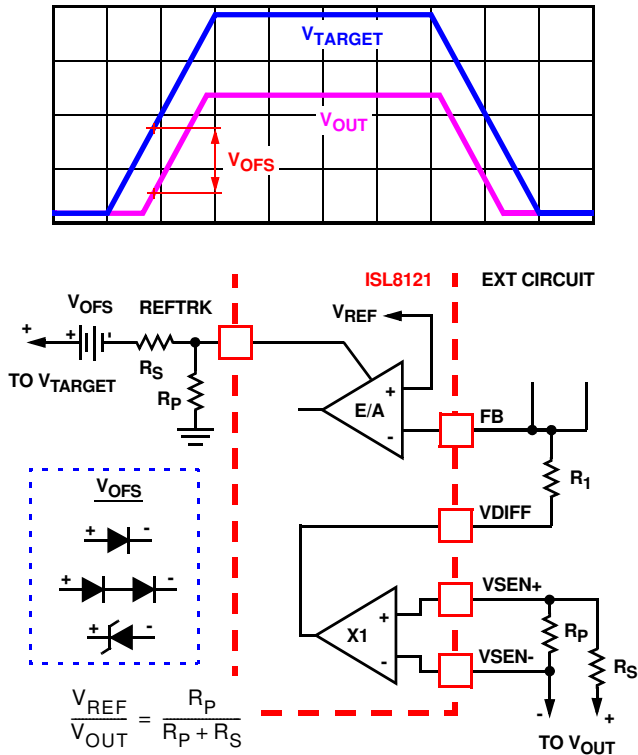 VTARGET
VOUT
VOFS
ISL8121
EXT CIRCUIT
VOFS
REFTRK
VREF
+
+
-
RS
TO VTARGET
RP
+
E/A
-
FB
R1
VOFS
VDIFF
+ -
+ -
+ -
VSEN+
+
X1
-
RP
VSEN-
RS
- +
TO VOUT
VREF / VOUT = RP / RP + RS